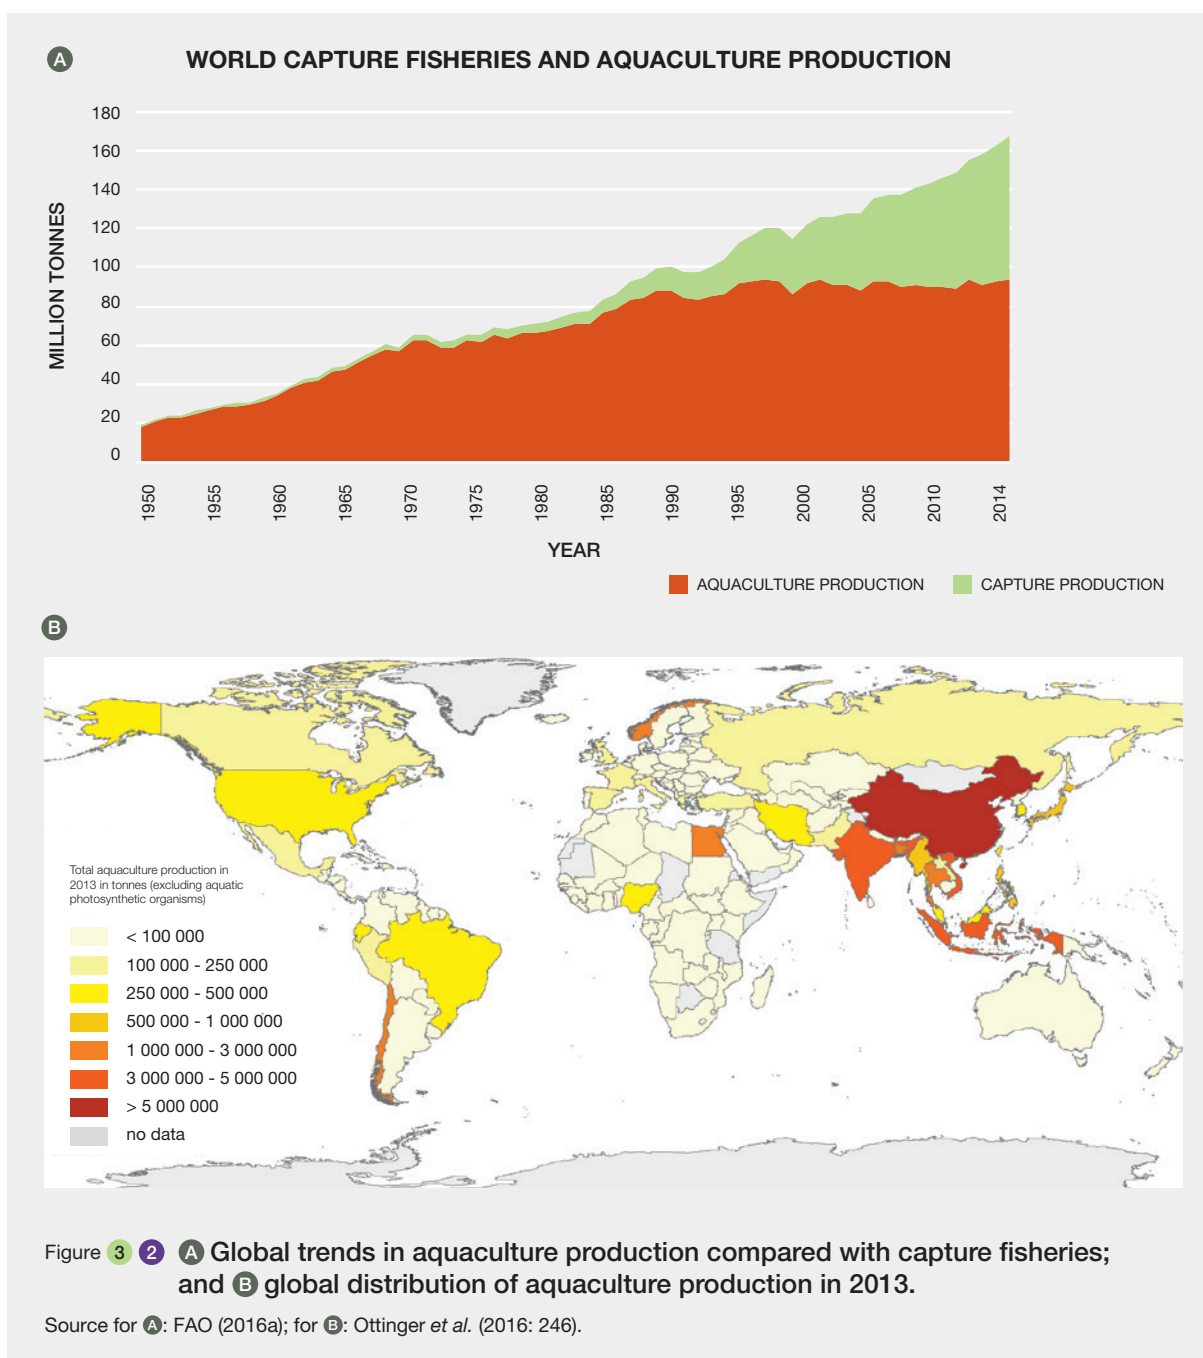 A WORLD CAPTURE FISHERIES AND AQUACULTURE PRODUCTION
MILLION TONNES
180
160
140
120
100
80
60
40
20
0
1950 1955 1960 1965 1970 1975 1980 1985 1990 1995 2000 2005 2010 2014
YEAR
AQUACULTURE PRODUCTION CAPTURE PRODUCTION
B
Total aquaculture production in
2013 in tonnes (excluding aquatic
photosynthetic organisms)
< 100 000
100 000 - 250 000
250 000 - 500 000
500 000 - 1 000 000
1 000 000 - 3 000 000
3 000 000 - 5 000 000
> 5 000 000
no data
Figure 3 2 A Global trends in aquaculture production compared with capture fisheries;
and B global distribution of aquaculture production in 2013.
Source for A: FAO (2016a); for B: Ottinger et al. (2016: 246).